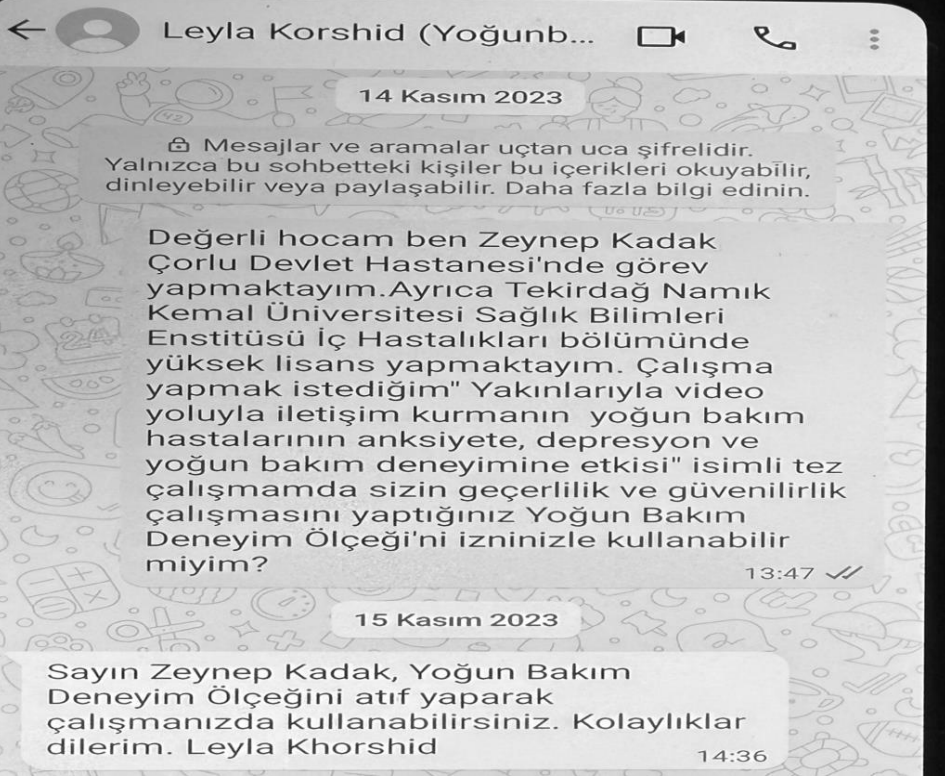 Leyla Korshid (Yoğunb...
14 Kasım 2023
Mesajlar ve aramalar uçtan uca şifrelidir.
Yalnızca bu sohbetteki kişiler bu içerikleri okuyabilir,
dinleyebilir veya paylaşabilir. Daha fazla bilgi edinin.
Değerli hocam ben Zeynep Kadak
Çorlu Devlet Hastanesi'nde görev
yapmaktayım.Ayrıca Tekirdağ Namık
Kemal Üniversitesi Sağlık Bilimleri
Enstitüsü İç Hastalıkları bölümünde
yüksek lisans yapmaktayım. Çalışma
yapmak istediğim" Yakınlarıyla video
yoluyla iletişim kurmanın yoğun bakım
hastalarının anksiyete, depresyon ve
yoğun bakım deneyimine etkisi" isimli tez
çalışmamda sizin geçerlilik ve güvenilirlik
çalışmasını yaptığınız Yoğun Bakım
Deneyim Ölçeği'ni izninizle kullanabilir
miyim?
13:47
15 Kasım 2023
Sayın Zeynep Kadak, Yoğun Bakım
Deneyim Ölçeğini atıf yaparak
çalışmanızda kullanabilirsiniz. Kolaylıklar
dilerim. Leyla Khorshid
14:36